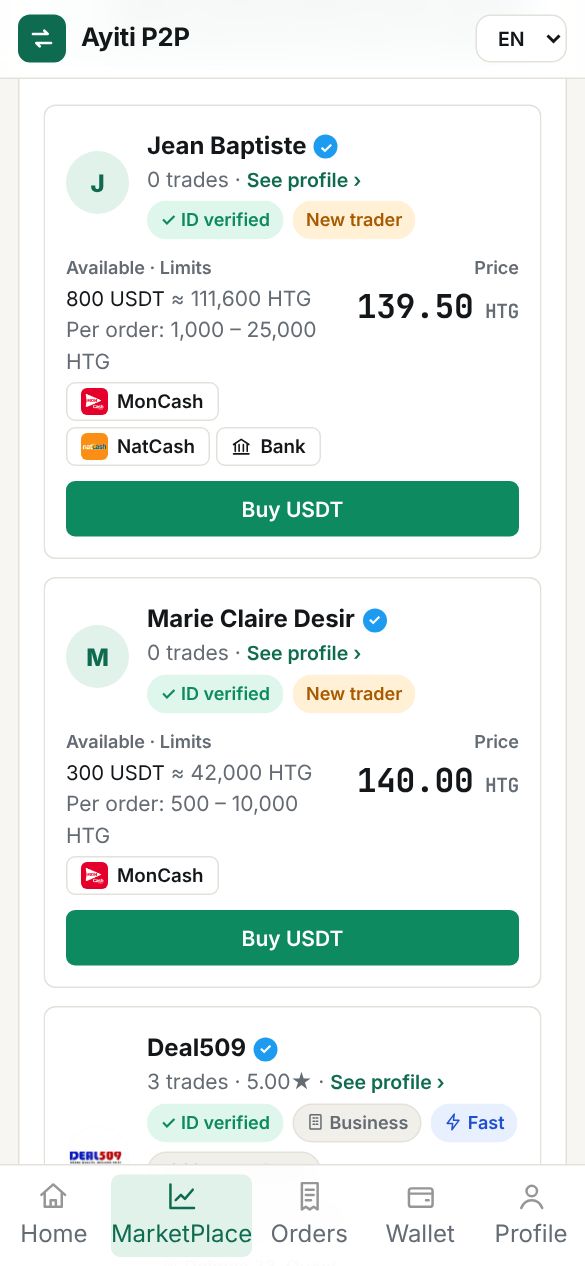 Ayiti P2P
EN
J
Jean Baptiste
0 trades · See profile ›
✓ ID verified
New trader
Available · Limits
Price
800 USDT ≈ 111,600 HTG
139.50 HTG
Per order: 1,000 – 25,000
HTG
MonCash
NatCash
Bank
Buy USDT
M
Marie Claire Desir
0 trades · See profile ›
✓ ID verified
New trader
Available · Limits
Price
300 USDT ≈ 42,000 HTG
140.00 HTG
Per order: 500 – 10,000
HTG
MonCash
Buy USDT
Deal509
3 trades · 5.00★ · See profile ›
✓ ID verified
Business
Fast
DEAL509
Home
MarketPlace
Orders
Wallet
Profile